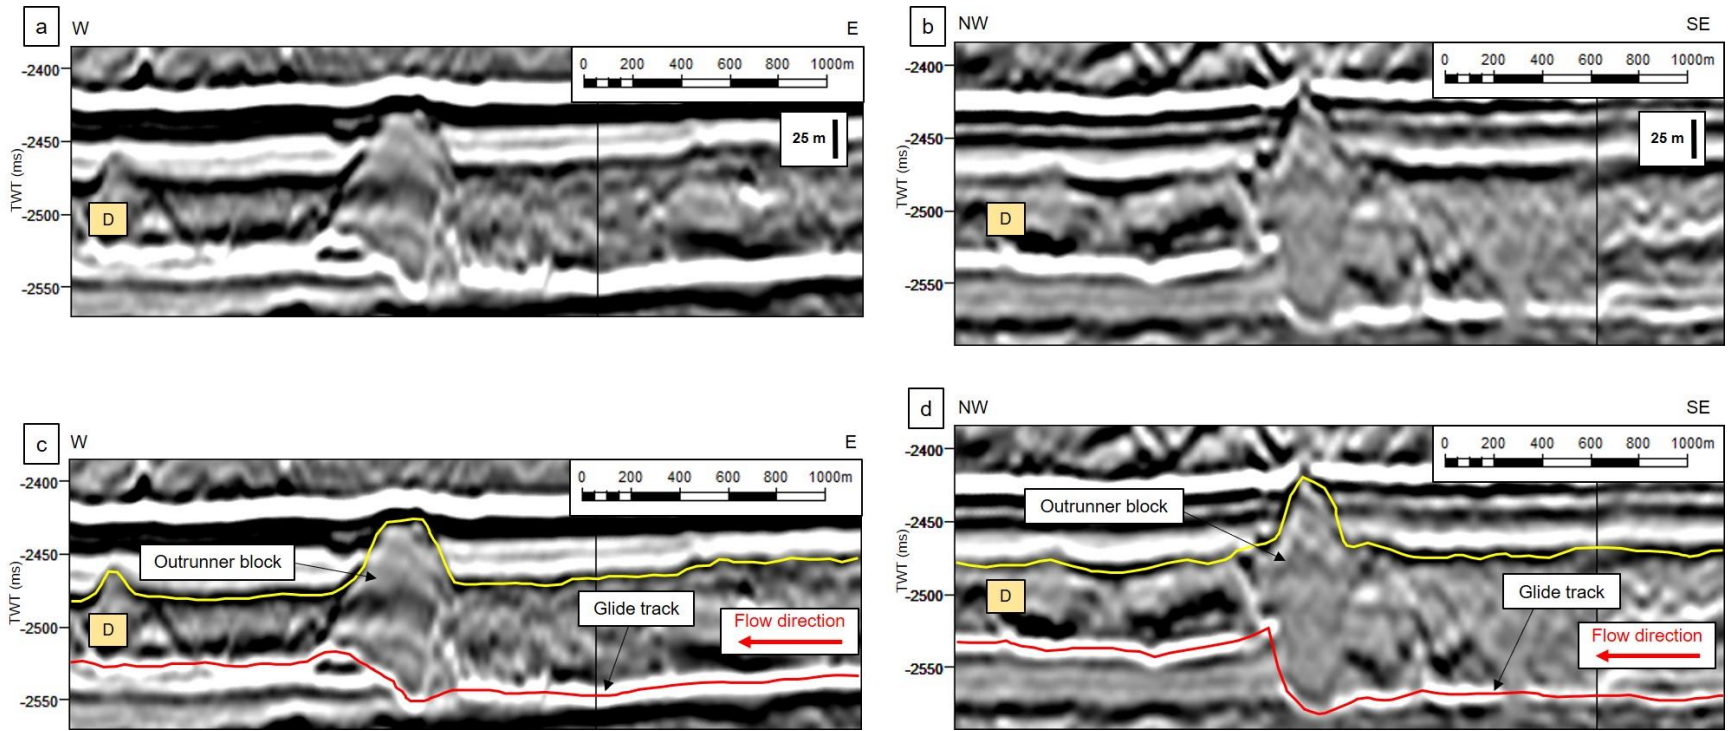 a W E
-2400
-2450
-2500
-2550
TWT (ms)
0 200 400 600 800 1000m
25 m
D
b NW SE
-2400
-2450
-2500
-2550
TWT (ms)
0 200 400 600 800 1000m
25 m
D
c W E
-2400
-2450
-2500
-2550
TWT (ms)
0 200 400 600 800 1000m
Outrunner block
Glide track
D
Flow direction
d NW SE
-2400
-2450
-2500
-2550
TWT (ms)
0 200 400 600 800 1000m
Outrunner block
Glide track
D
Flow direction